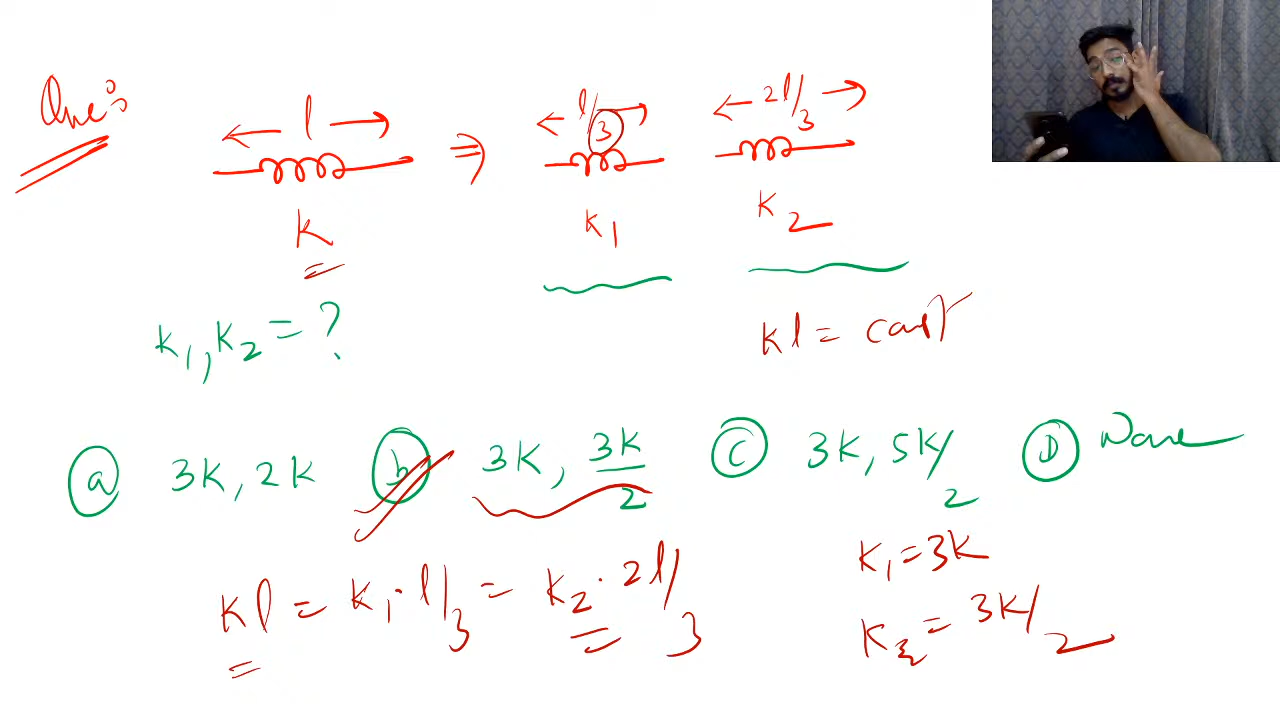 Que:
l ⇒ l/3 2l/3
k k1 k2
k1, k2 = ?
kl = const
a 3k, 2k b 3k, 3k/2 c 3k, 5k/2 D None
kl = k1 · l/3 = k2 · 2l/3
k1 = 3k
k2 = 3k/2